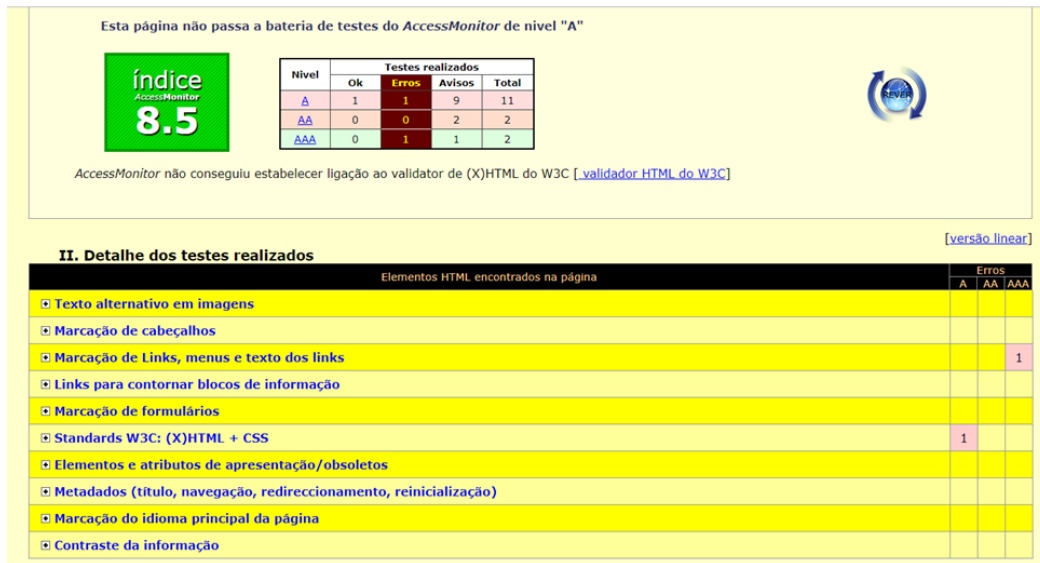 Esta página não passa a bateria de testes do AccessMonitor de nivel "A"
índice
AccessMonitor
8.5
Nivel Testes realizados
Ok Erros Avisos Total
A 1 1 9 11
AA 0 0 2 2
AAA 0 1 1 2
REVER
AccessMonitor não conseguiu estabelecer ligação ao validator de (X)HTML do W3C [ validador HTML do W3C]
[versão linear]
II. Detalhe dos testes realizados
Elementos HTML encontrados na página Erros
A AA AAA
Texto alternativo em imagens
Marcação de cabeçalhos
Marcação de Links, menus e texto dos links 1
Links para contornar blocos de informação
Marcação de formulários
Standards W3C: (X)HTML + CSS 1
Elementos e atributos de apresentação/obsoletos
Metadados (título, navegação, redireccionamento, reinicialização)
Marcação do idioma principal da página
Contraste da informação